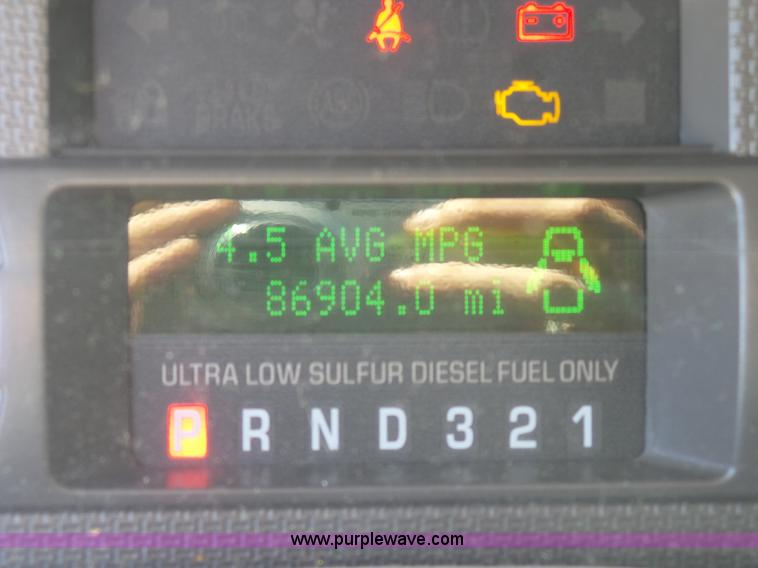 4.5 AVG MPG
86904.0 mi
ULTRA LOW SULFUR DIESEL FUEL ONLY
P R N D 3 2 1
www.purplewave.com